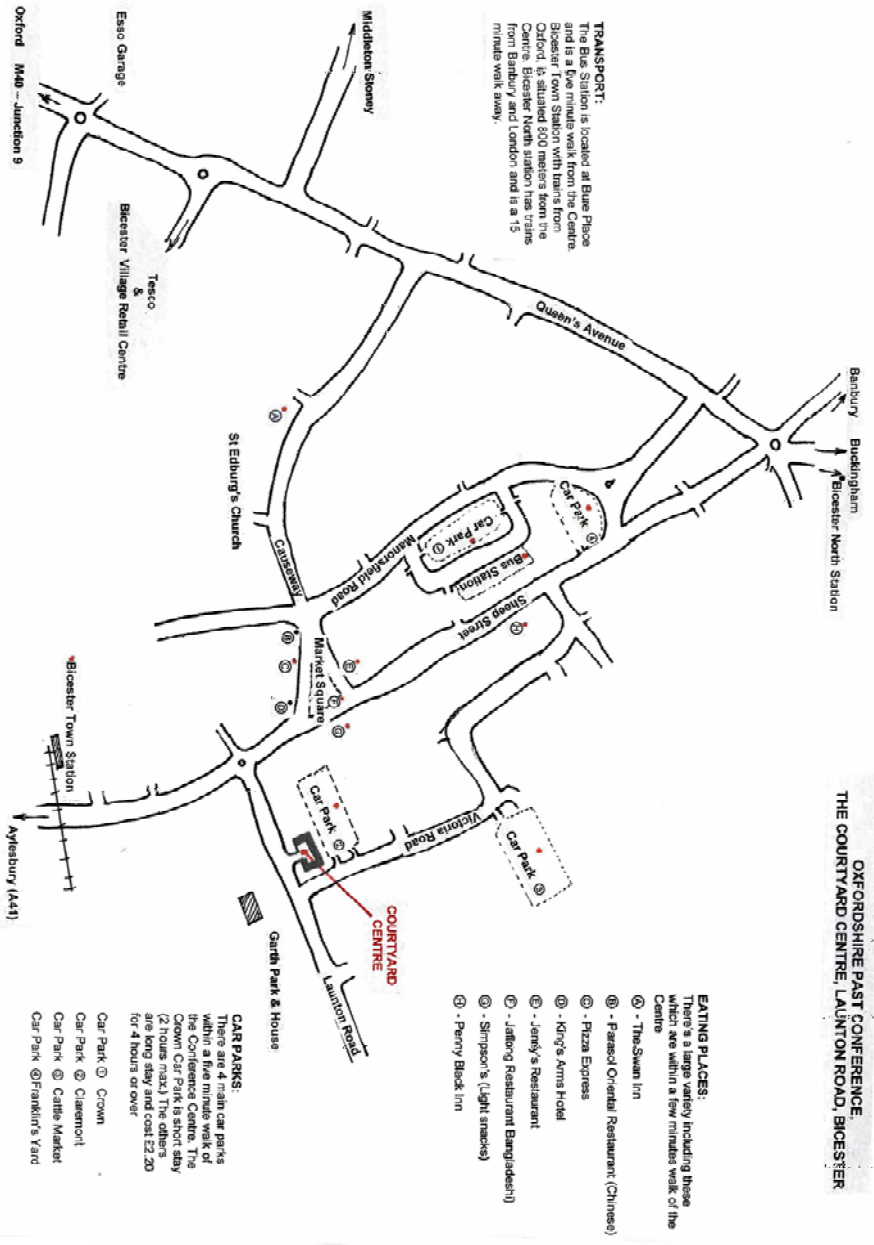 OXFORDSHIRE PAST CONFERENCE,
THE COURTYARD CENTRE, LAUNTON ROAD, BICESTER
TRANSPORT:
The Bus Station is located at Bure Place
and is a five minute walk from the Centre.
Bicester Town Station with trains from
Oxford, is situated 800 meters from the
Centre. Bicester North station has trains
from Banbury and London and is a 15
minute walk away.
EATING PLACES:
There's a large variety including these
which are within a few minutes walk of the
Centre
Ⓐ - The Swan Inn
Ⓑ - Parasol Oriental Restaurant (Chinese)
Ⓒ - Pizza Express
Ⓓ - King's Arms Hotel
Ⓔ - Jenny's Restaurant
Ⓕ - Jaflong Restaurant Bangladeshi)
Ⓖ - Simpson's (Light snacks)
Ⓗ - Penny Black Inn
CAR PARKS:
There are 4 main car parks
within a five minute walk of
the Conference Centre. The
Crown Car Park is short stay
(2 hours max.) The others
are long stay and cost £2.20
for 4 hours or over
Car Park ① Crown
Car Park ② Claremont
Car Park ③ Cattle Market
Car Park ④ Franklin's Yard
Banbury
Buckingham
Bicester North Station
Middleton Stoney
Esso Garage
Oxford M40 – Junction 9
Tesco
&
Bicester Village Retail Centre
Queen's Avenue
St Edburg's Church
Causeway
Manorsfield Road
Car Park ①
Car Park ④
Bus Station
Sheep Street
Market Square
Ⓐ
Ⓑ
Ⓒ
Ⓓ
Ⓔ
Ⓕ
Ⓖ
Ⓗ
Car Park ②
Victoria Road
Car Park ③
COURTYARD
CENTRE
Garth Park & House
Launton Road
Bicester Town Station
Aylesbury (A41)